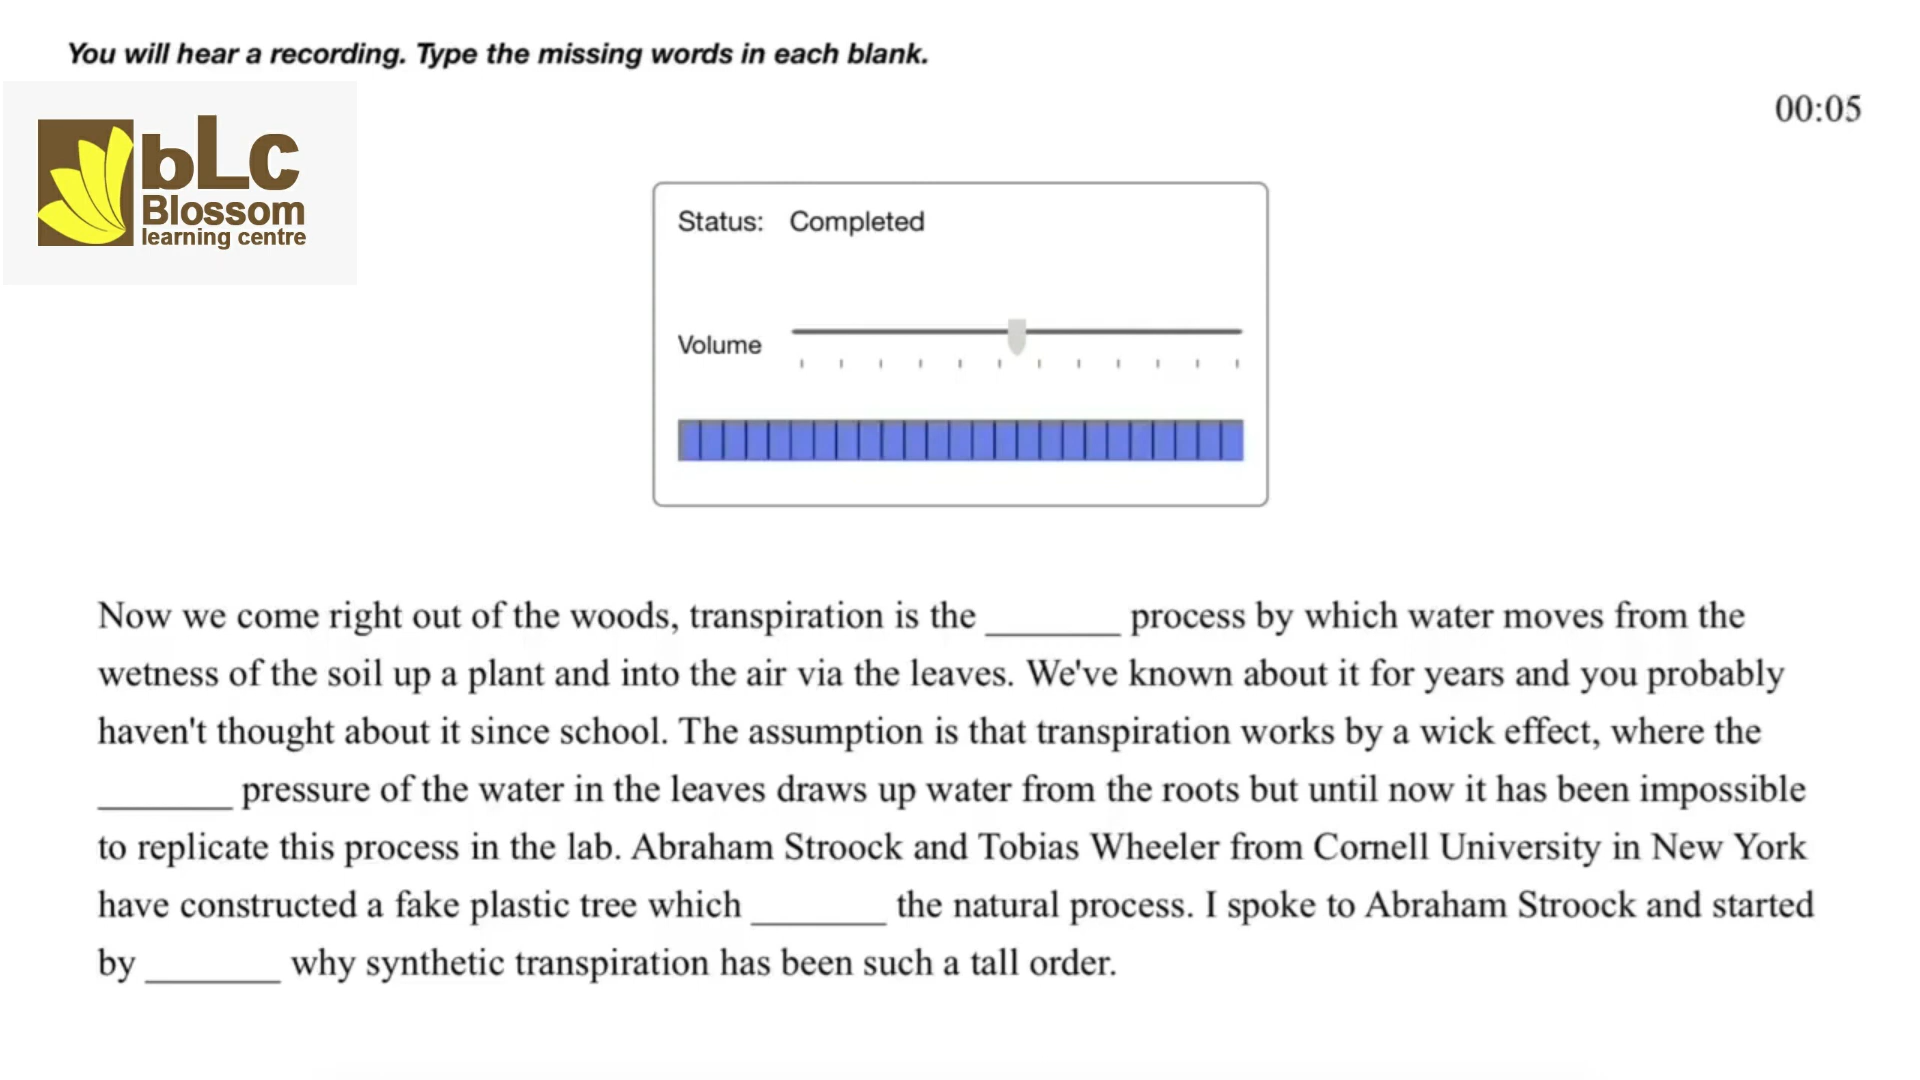 You will hear a recording. Type the missing words in each blank.
00:05
bLC
Blossom
learning centre
Status: Completed
Volume
Now we come right out of the woods, transpiration is the _______ process by which water moves from the
wetness of the soil up a plant and into the air via the leaves. We've known about it for years and you probably
haven't thought about it since school. The assumption is that transpiration works by a wick effect, where the
_______ pressure of the water in the leaves draws up water from the roots but until now it has been impossible
to replicate this process in the lab. Abraham Stroock and Tobias Wheeler from Cornell University in New York
have constructed a fake plastic tree which _______ the natural process. I spoke to Abraham Stroock and started
by _______ why synthetic transpiration has been such a tall order.